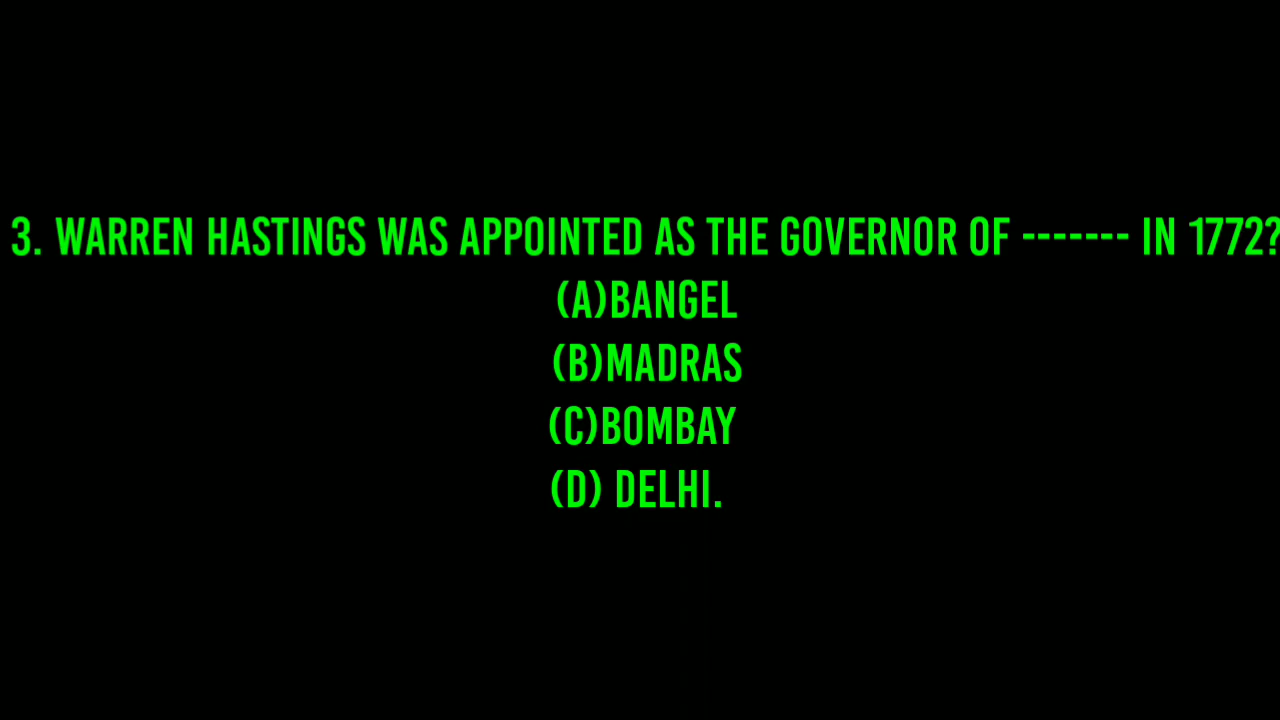 3. WARREN HASTINGS WAS APPOINTED AS THE GOVERNOR OF ------- IN 1772?
(A)BANGEL
(B)MADRAS
(C)BOMBAY
(D) DELHI.